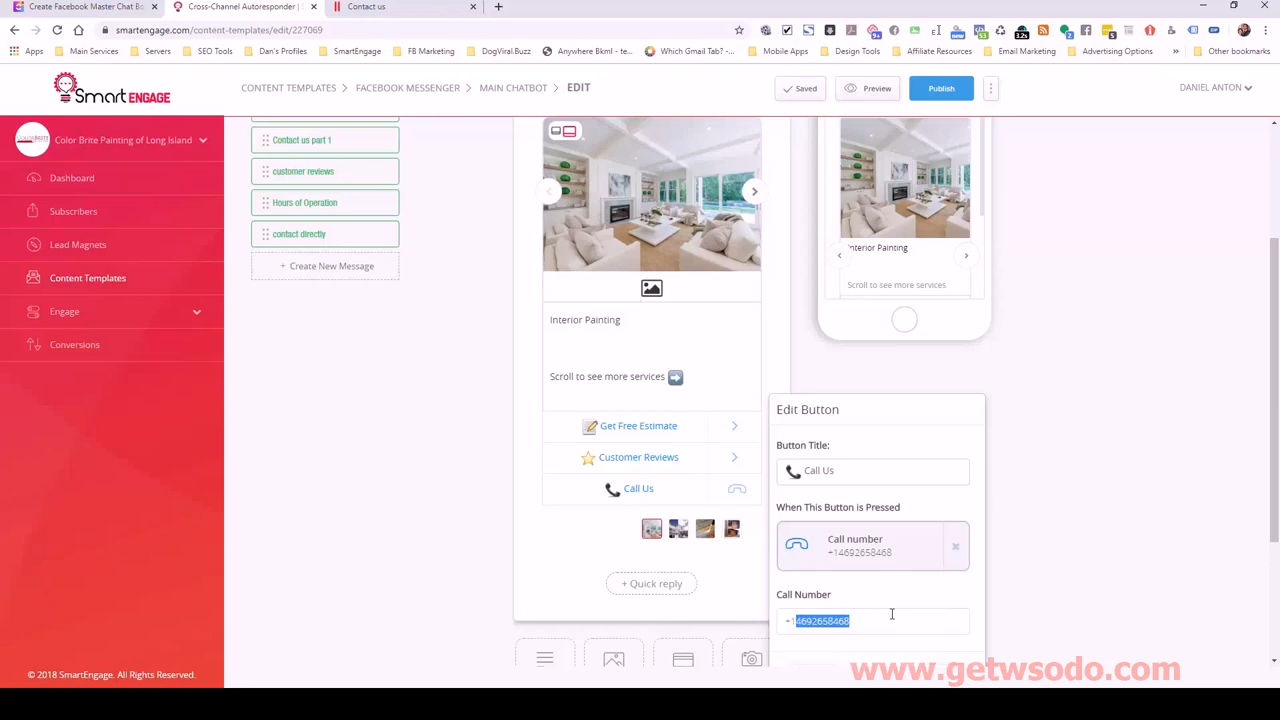 Create Facebook Master Chat Bo
Cross-Channel Autoresponder | S
Contact us
smartengage.com/content-templates/edit/227069
Apps
Main Services
Servers
SEO Tools
Dan's Profiles
SmartEngage
FB Marketing
DogViral.Buzz
Anywhere Bkml - te...
Which Gmail Tab? -...
Mobile Apps
Design Tools
Affiliate Resources
Email Marketing
Advertising Options
Other bookmarks
Smart ENGAGE
CONTENT TEMPLATES
FACEBOOK MESSENGER
MAIN CHATBOT
EDIT
Saved
Preview
Publish
DANIEL ANTON
Color Brite Painting of Long Island
Dashboard
Subscribers
Lead Magnets
Content Templates
Engage
Conversions
Contact us part 1
customer reviews
Hours of Operation
contact directly
+ Create New Message
Interior Painting
Scroll to see more services
Get Free Estimate
Customer Reviews
Call Us
+ Quick reply
Interior Painting
Scroll to see more services
Edit Button
Button Title:
Call Us
When This Button is Pressed
Call number
+14692658468
Call Number
+14692658468
© 2018 SmartEngage. All Rights Reserved.
www.getwsodo.com